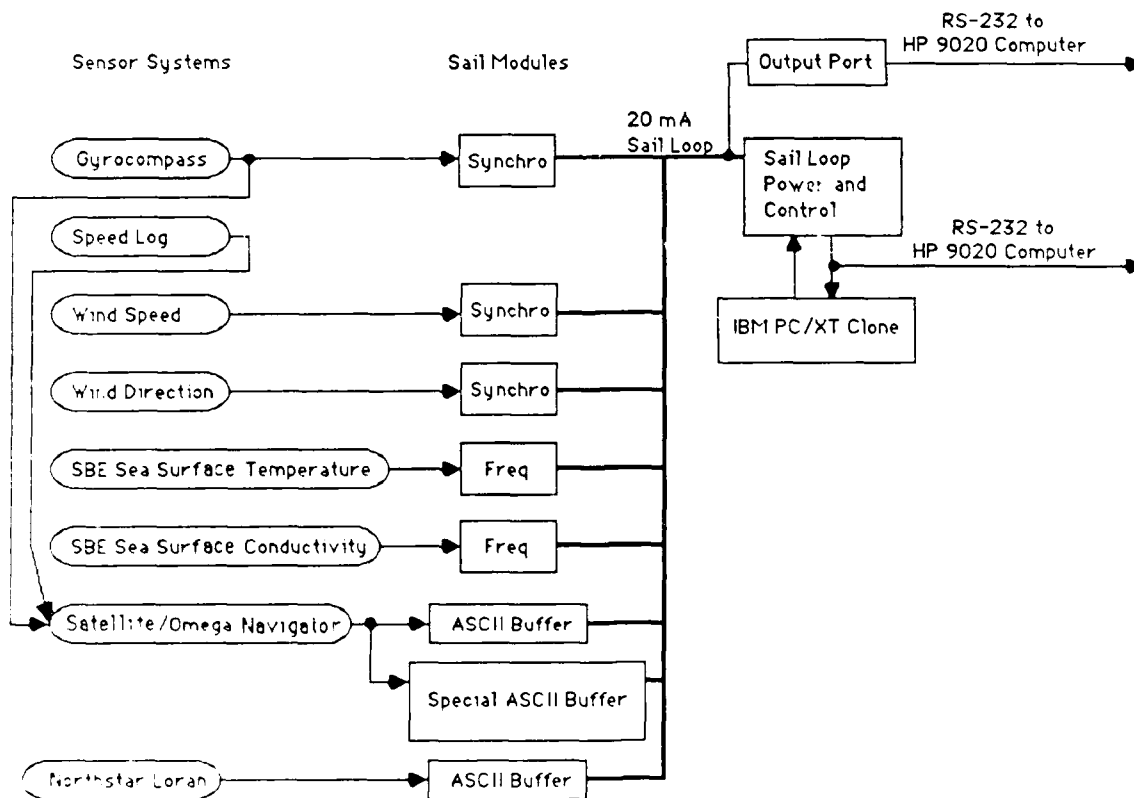 RS-232 to
HP 9020 Computer
Sensor Systems
Sail Modules
Output Port
20 mA
Sail Loop
Gyrocompass
Synchro
Sail Loop
Power and
Control
Speed Log
RS-232 to
HP 9020 Computer
Wind Speed
Synchro
IBM PC/XT Clone
Wind Direction
Synchro
SBE Sea Surface Temperature
Freq
SBE Sea Surface Conductivity
Freq
Satellite/Omega Navigator
ASCII Buffer
Special ASCII Buffer
Northstar Loran
ASCII Buffer